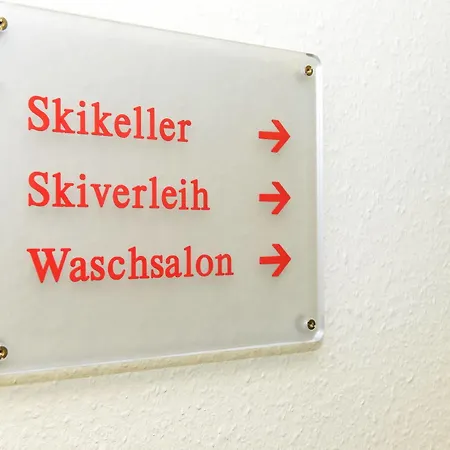 Skikeller →
Skiverleih →
Waschsalon →